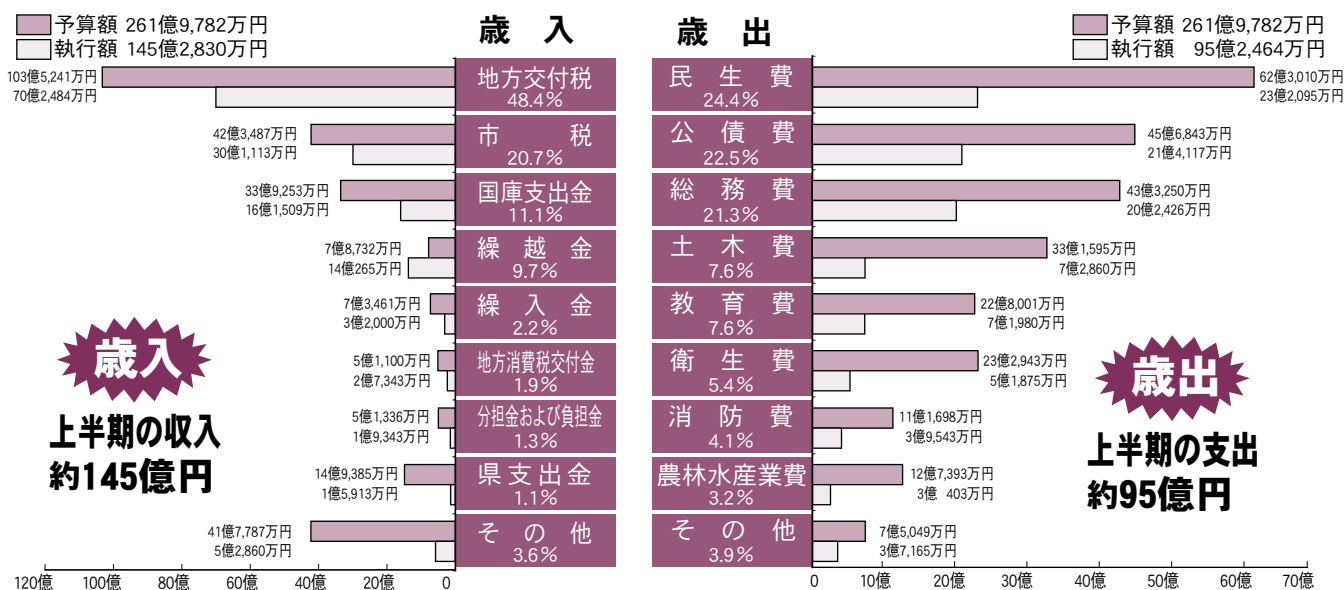 予算額 261億9,782万円
執行額 145億2,830万円
歳 入
103億5,241万円
70億2,484万円
地方交付税
48.4%
42億3,487万円
30億1,113万円
市 税
20.7%
33億9,253万円
16億1,509万円
国庫支出金
11.1%
7億8,732万円
14億265万円
繰 越 金
9.7%
7億3,461万円
3億2,000万円
繰 入 金
2.2%
5億1,100万円
2億7,343万円
地方消費税交付金
1.9%
5億1,336万円
1億9,343万円
分担金および負担金
1.3%
14億9,385万円
1億5,913万円
県支出金
1.1%
41億7,787万円
5億2,860万円
そ の 他
3.6%
120億 100億 80億 60億 40億 20億 0
歳入
上半期の収入
約145億円
歳 出
予算額 261億9,782万円
執行額 95億2,464万円
民 生 費
24.4%
62億3,010万円
23億2,095万円
公 債 費
22.5%
45億6,843万円
21億4,117万円
総 務 費
21.3%
43億3,250万円
20億2,426万円
土 木 費
7.6%
33億1,595万円
7億2,860万円
教 育 費
7.6%
22億8,001万円
7億1,980万円
衛 生 費
5.4%
23億2,943万円
5億1,875万円
消 防 費
4.1%
11億1,698万円
3億9,543万円
農林水産業費
3.2%
12億7,393万円
3億 403万円
そ の 他
3.9%
7億5,049万円
3億7,165万円
0 10億 20億 30億 40億 50億 60億 70億
歳出
上半期の支出
約95億円